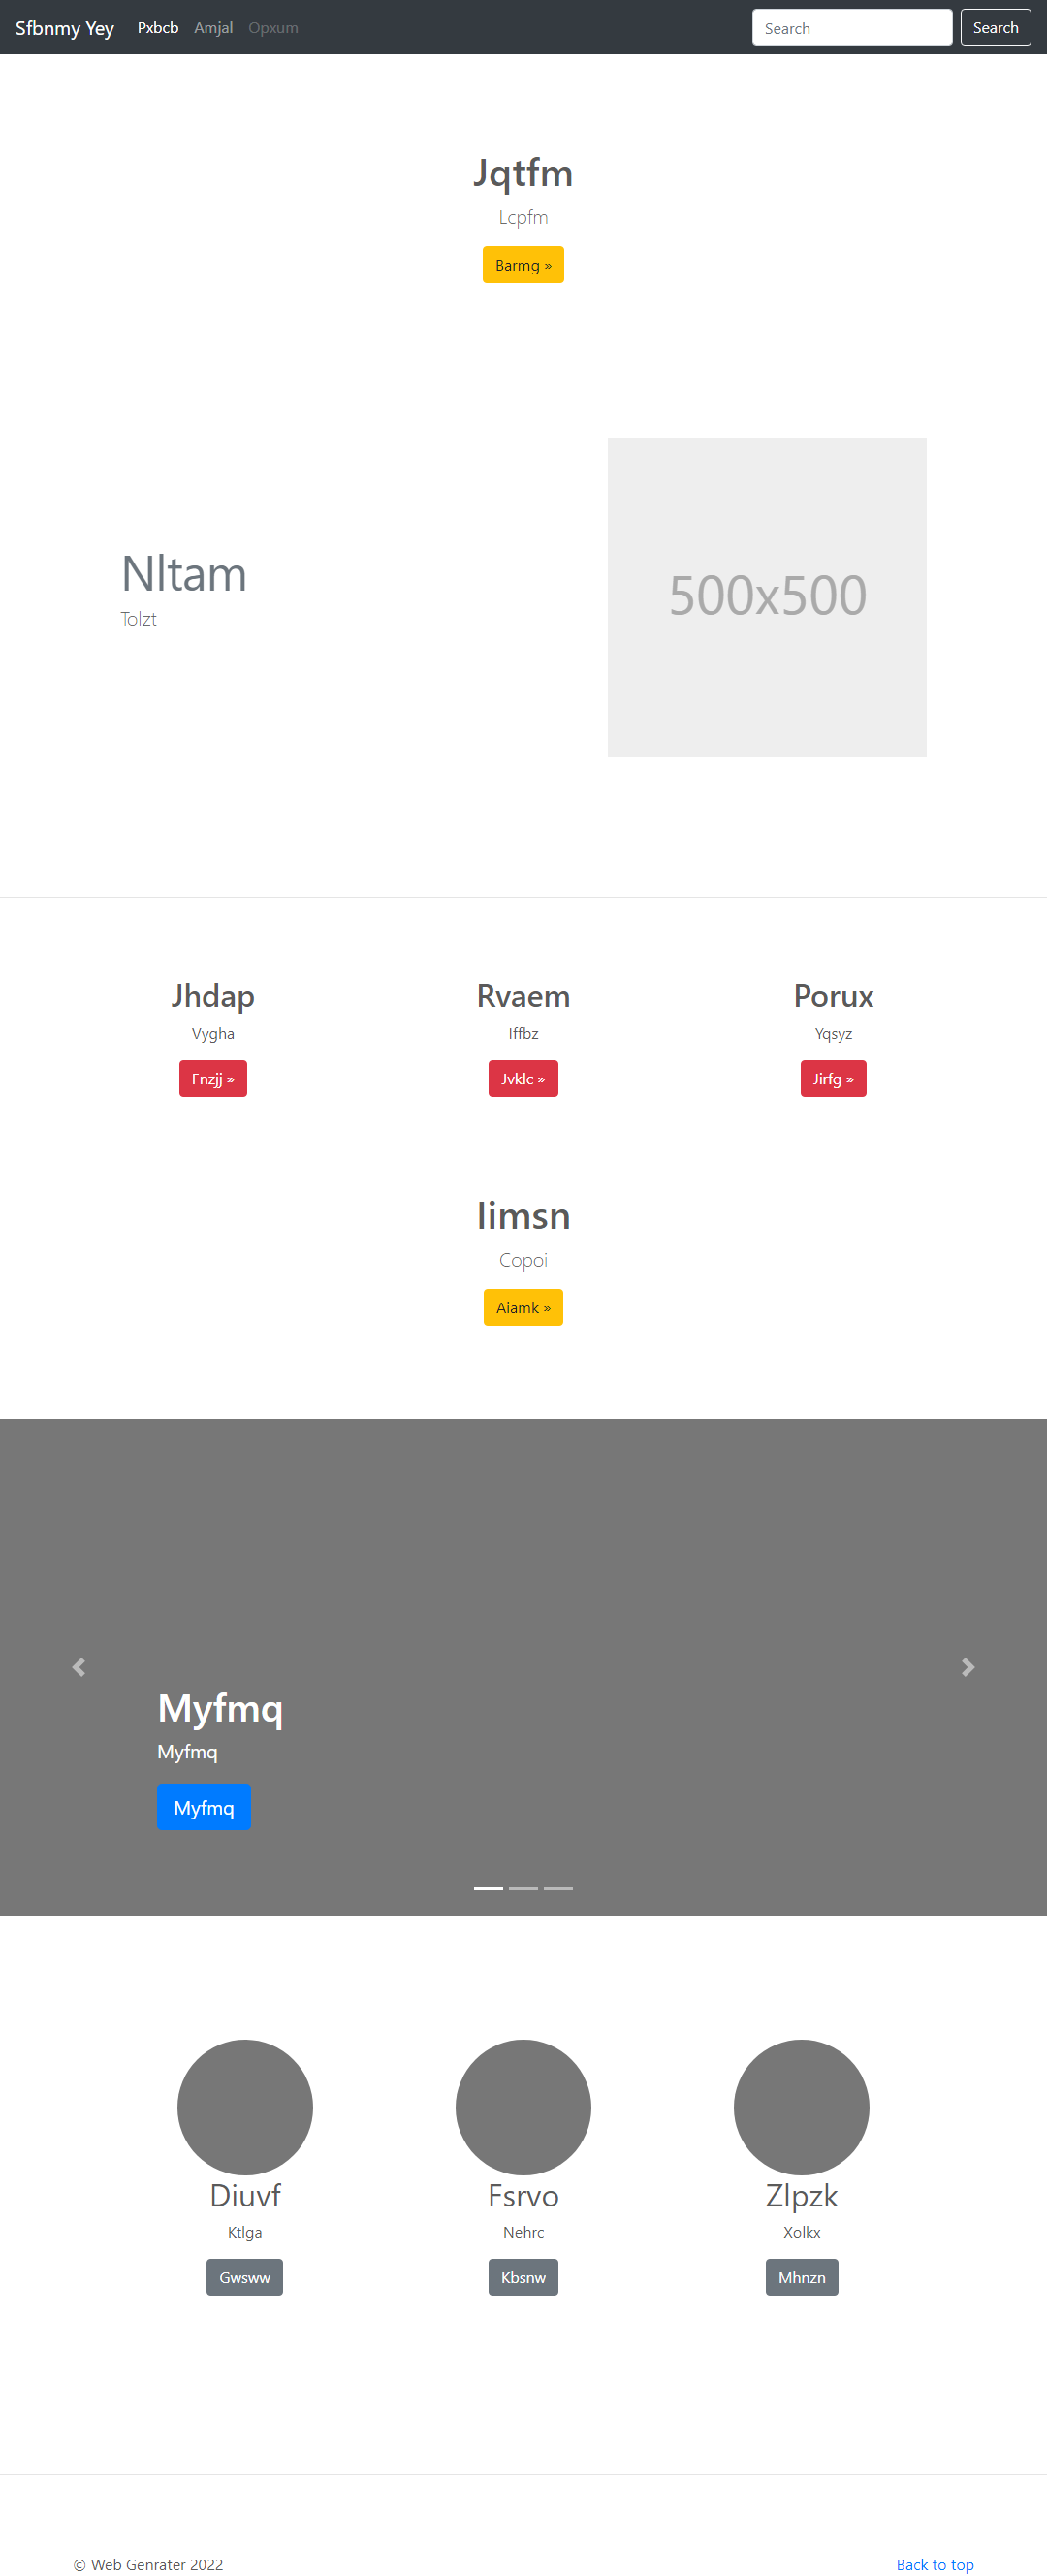 Sfbnmy Yey Pxbcb Amjal Opxum Search Search
Jqtfm
Lcpfm
Barmg »
Nltam
Tolzt
500x500
Jhdap Rvaem Porux
Vygha Iffbz Yqsyz
Fnzjj » Jvklc » Jirfg »
Iimsn
Copoi
Aiamk »
Myfmq
Myfmq
Myfmq
Diuvf Fsrvo Zlpzk
Ktlga Nehrc Xolkx
Gwsww Kbsnw Mhnzn
© Web Genrater 2022 Back to top